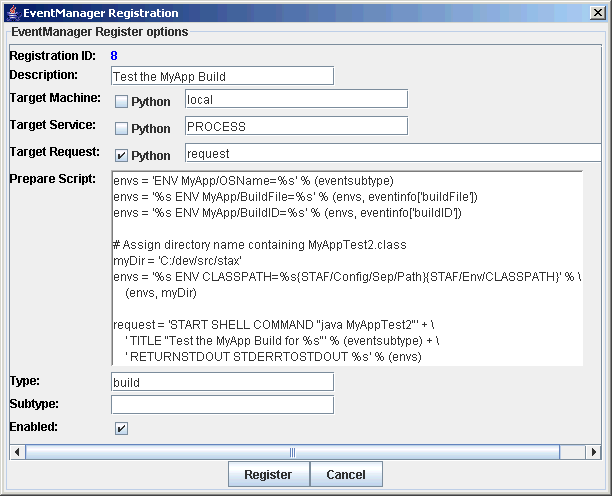 EventManager Registration
EventManager Register options
Registration ID: 8
Description: Test the MyApp Build
Target Machine: Python local
Target Service: Python PROCESS
Target Request: Python request
Prepare Script:
envs = 'ENV MyApp/OSName=%s' % (eventsubtype)
envs = '%s ENV MyApp/BuildFile=%s' % (envs, eventinfo['buildFile'])
envs = '%s ENV MyApp/BuildID=%s' % (envs, eventinfo['buildID'])
# Assign directory name containing MyAppTest2.class
myDir = 'C:/dev/src/stax'
envs = '%s ENV CLASSPATH=%s{STAF/Config/Sep/Path}{STAF/Env/CLASSPATH}' % \
(envs, myDir)
request = 'START SHELL COMMAND "java MyAppTest2"' + \
' TITLE "Test the MyApp Build for %s"' % (eventsubtype) + \
' RETURNSTDOUT STDERRTOSTDOUT %s' % (envs)
Type: build
Subtype:
Enabled:
Register Cancel